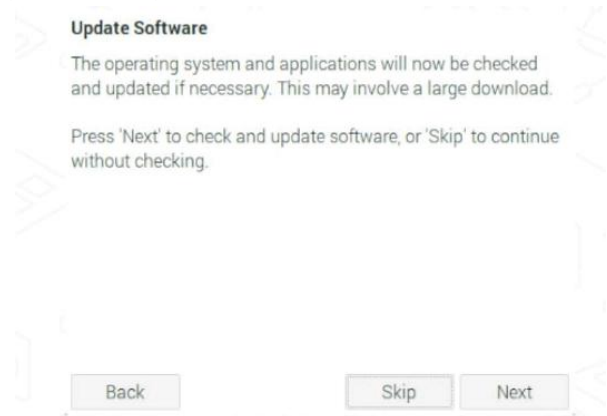 Update Software
The operating system and applications will now be checked
and updated if necessary. This may involve a large download.
Press 'Next' to check and update software, or 'Skip' to continue
without checking.
Back
Skip
Next